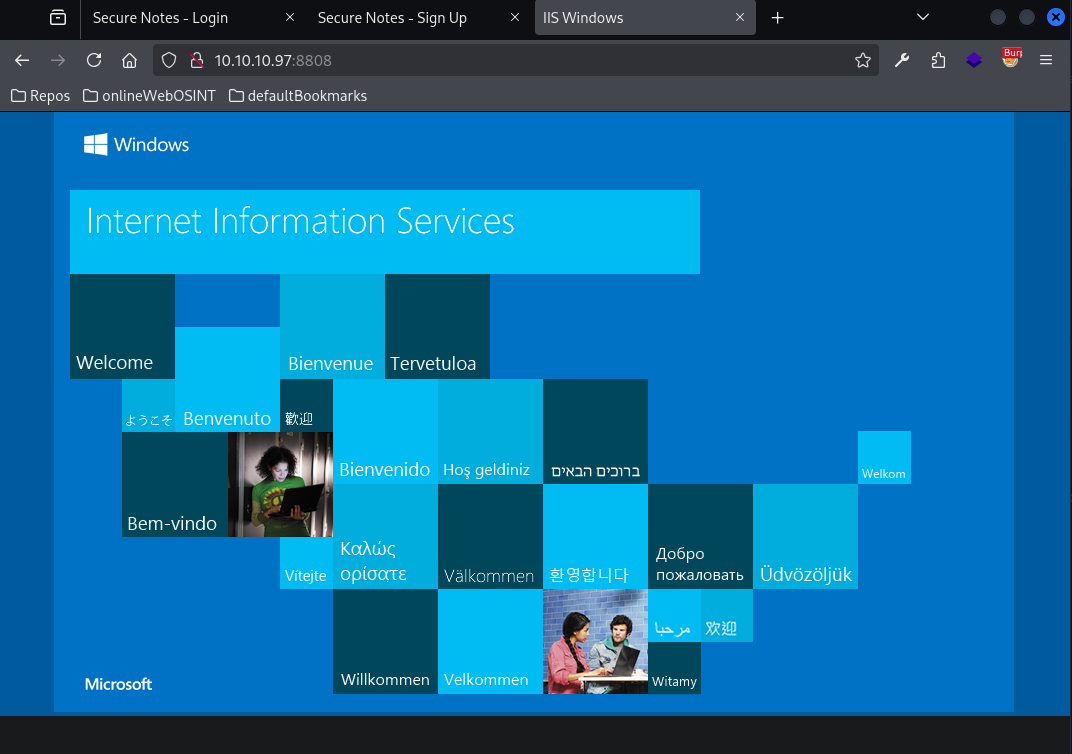 Secure Notes - Login
Secure Notes - Sign Up
IIS Windows
10.10.10.97:8808
Repos
onlineWebOSINT
defaultBookmarks
Windows
Internet Information Services
Welcome
Bienvenue
Tervetuloa
ようこそ
Benvenuto
歡迎
Bienvenido
Hoş geldiniz
ברוכים הבאים
Welkom
Bem-vindo
Vítejte
Καλώς
ορίσατε
Välkommen
환영합니다
Добро
пожаловать
Üdvözöljük
مرحبا
欢迎
Willkommen
Velkommen
Witamy
Microsoft